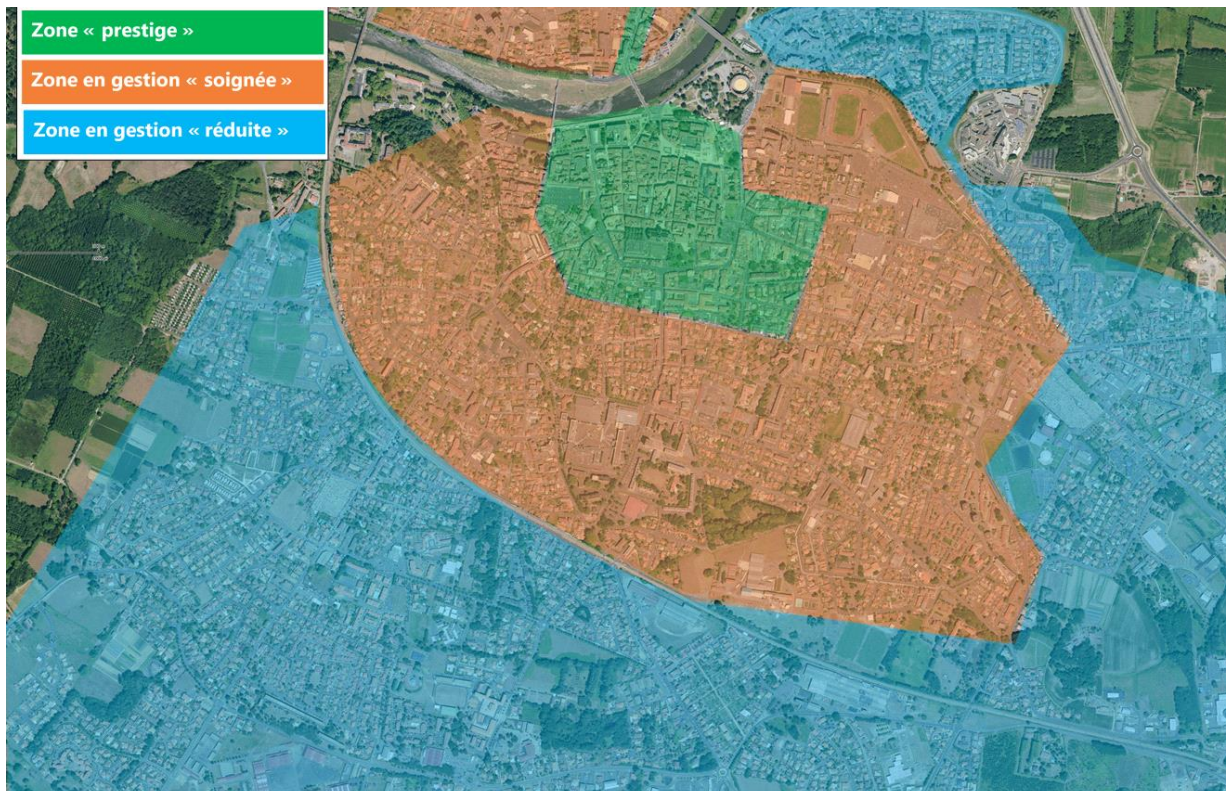 Zone « prestige »
Zone en gestion « soignée »
Zone en gestion « réduite »